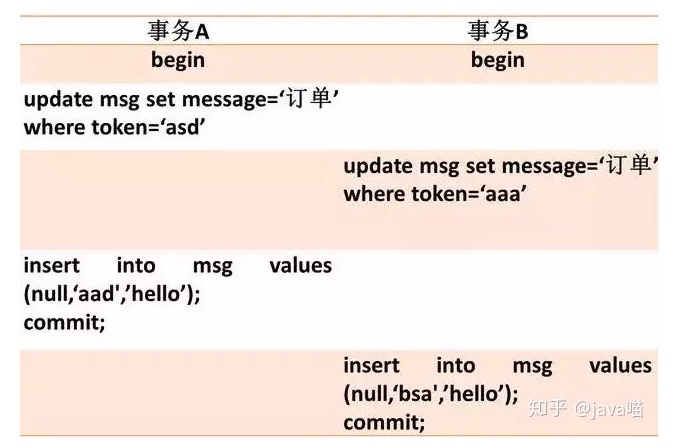 事务A 事务B
begin begin
update msg set message=‘订单’
where token=‘asd’
update msg set message=‘订单’
where token=‘aaa’
insert into msg values
(null,‘aad',’hello’);
commit;
insert into msg values
(null,‘bsa',’hello’);
commit;
知乎 @java喵